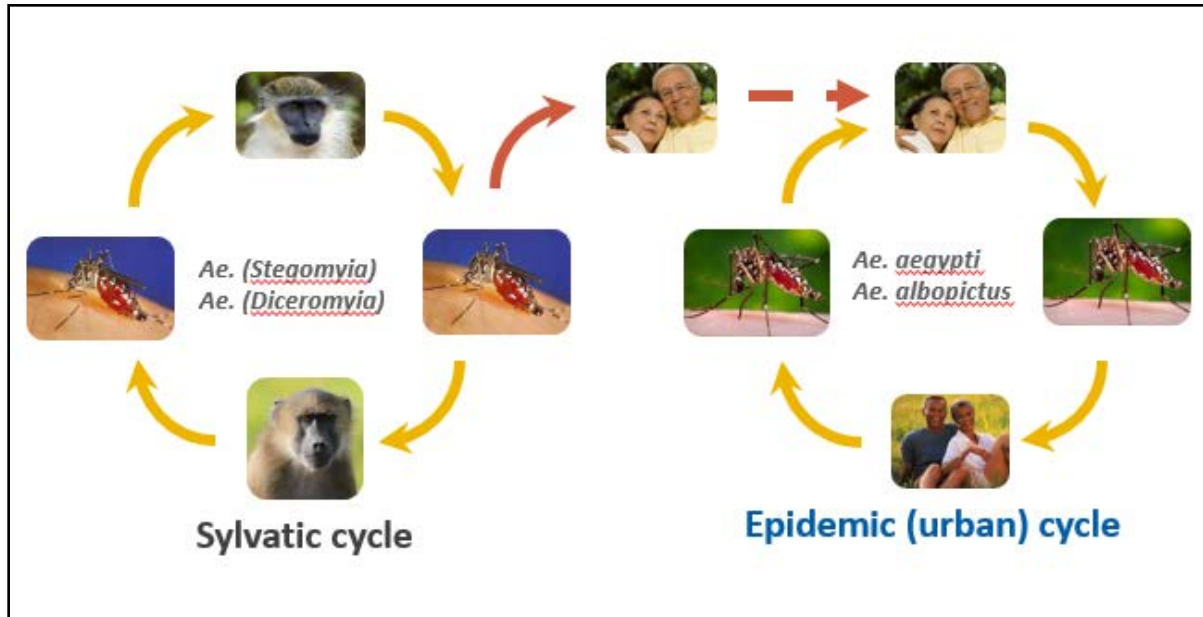 Ae. (Stegomyia)
Ae. (Diceromyia)
Sylvatic cycle
Ae. aegypti
Ae. albopictus
Epidemic (urban) cycle